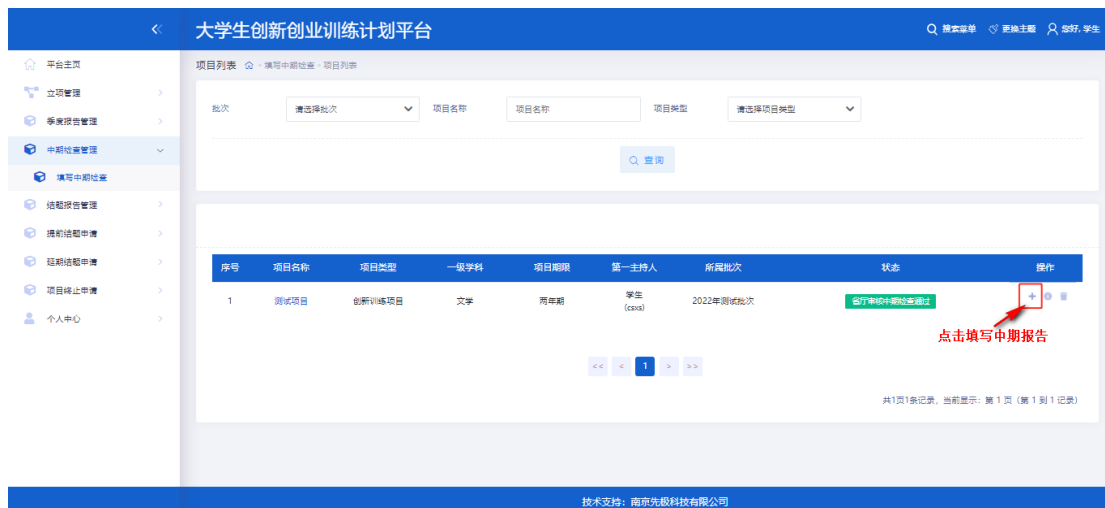 大学生创新创业训练计划平台
搜索菜单 更换主题 您好, 学生
平台主页
立项管理
季度报告管理
中期检查管理
填写中期检查
结题报告管理
提前结题申请
延期结题申请
项目终止申请
个人中心
项目列表 - 填写中期检查 - 项目列表
批次 请选择批次 项目名称 项目名称 项目类型 请选择项目类型
查询
序号 项目名称 项目类型 一级学科 项目期限 第一主持人 所属批次 状态 操作
1 测试项目 创新训练项目 文学 两年期 学生 2022年测试批次 省厅审核中期检查通过
(csxs)
点击填写中期报告
<< < 1 > >>
共1页1条记录, 当前显示: 第 1 页 (第 1 到 1 记录)
技术支持: 南京先极科技有限公司